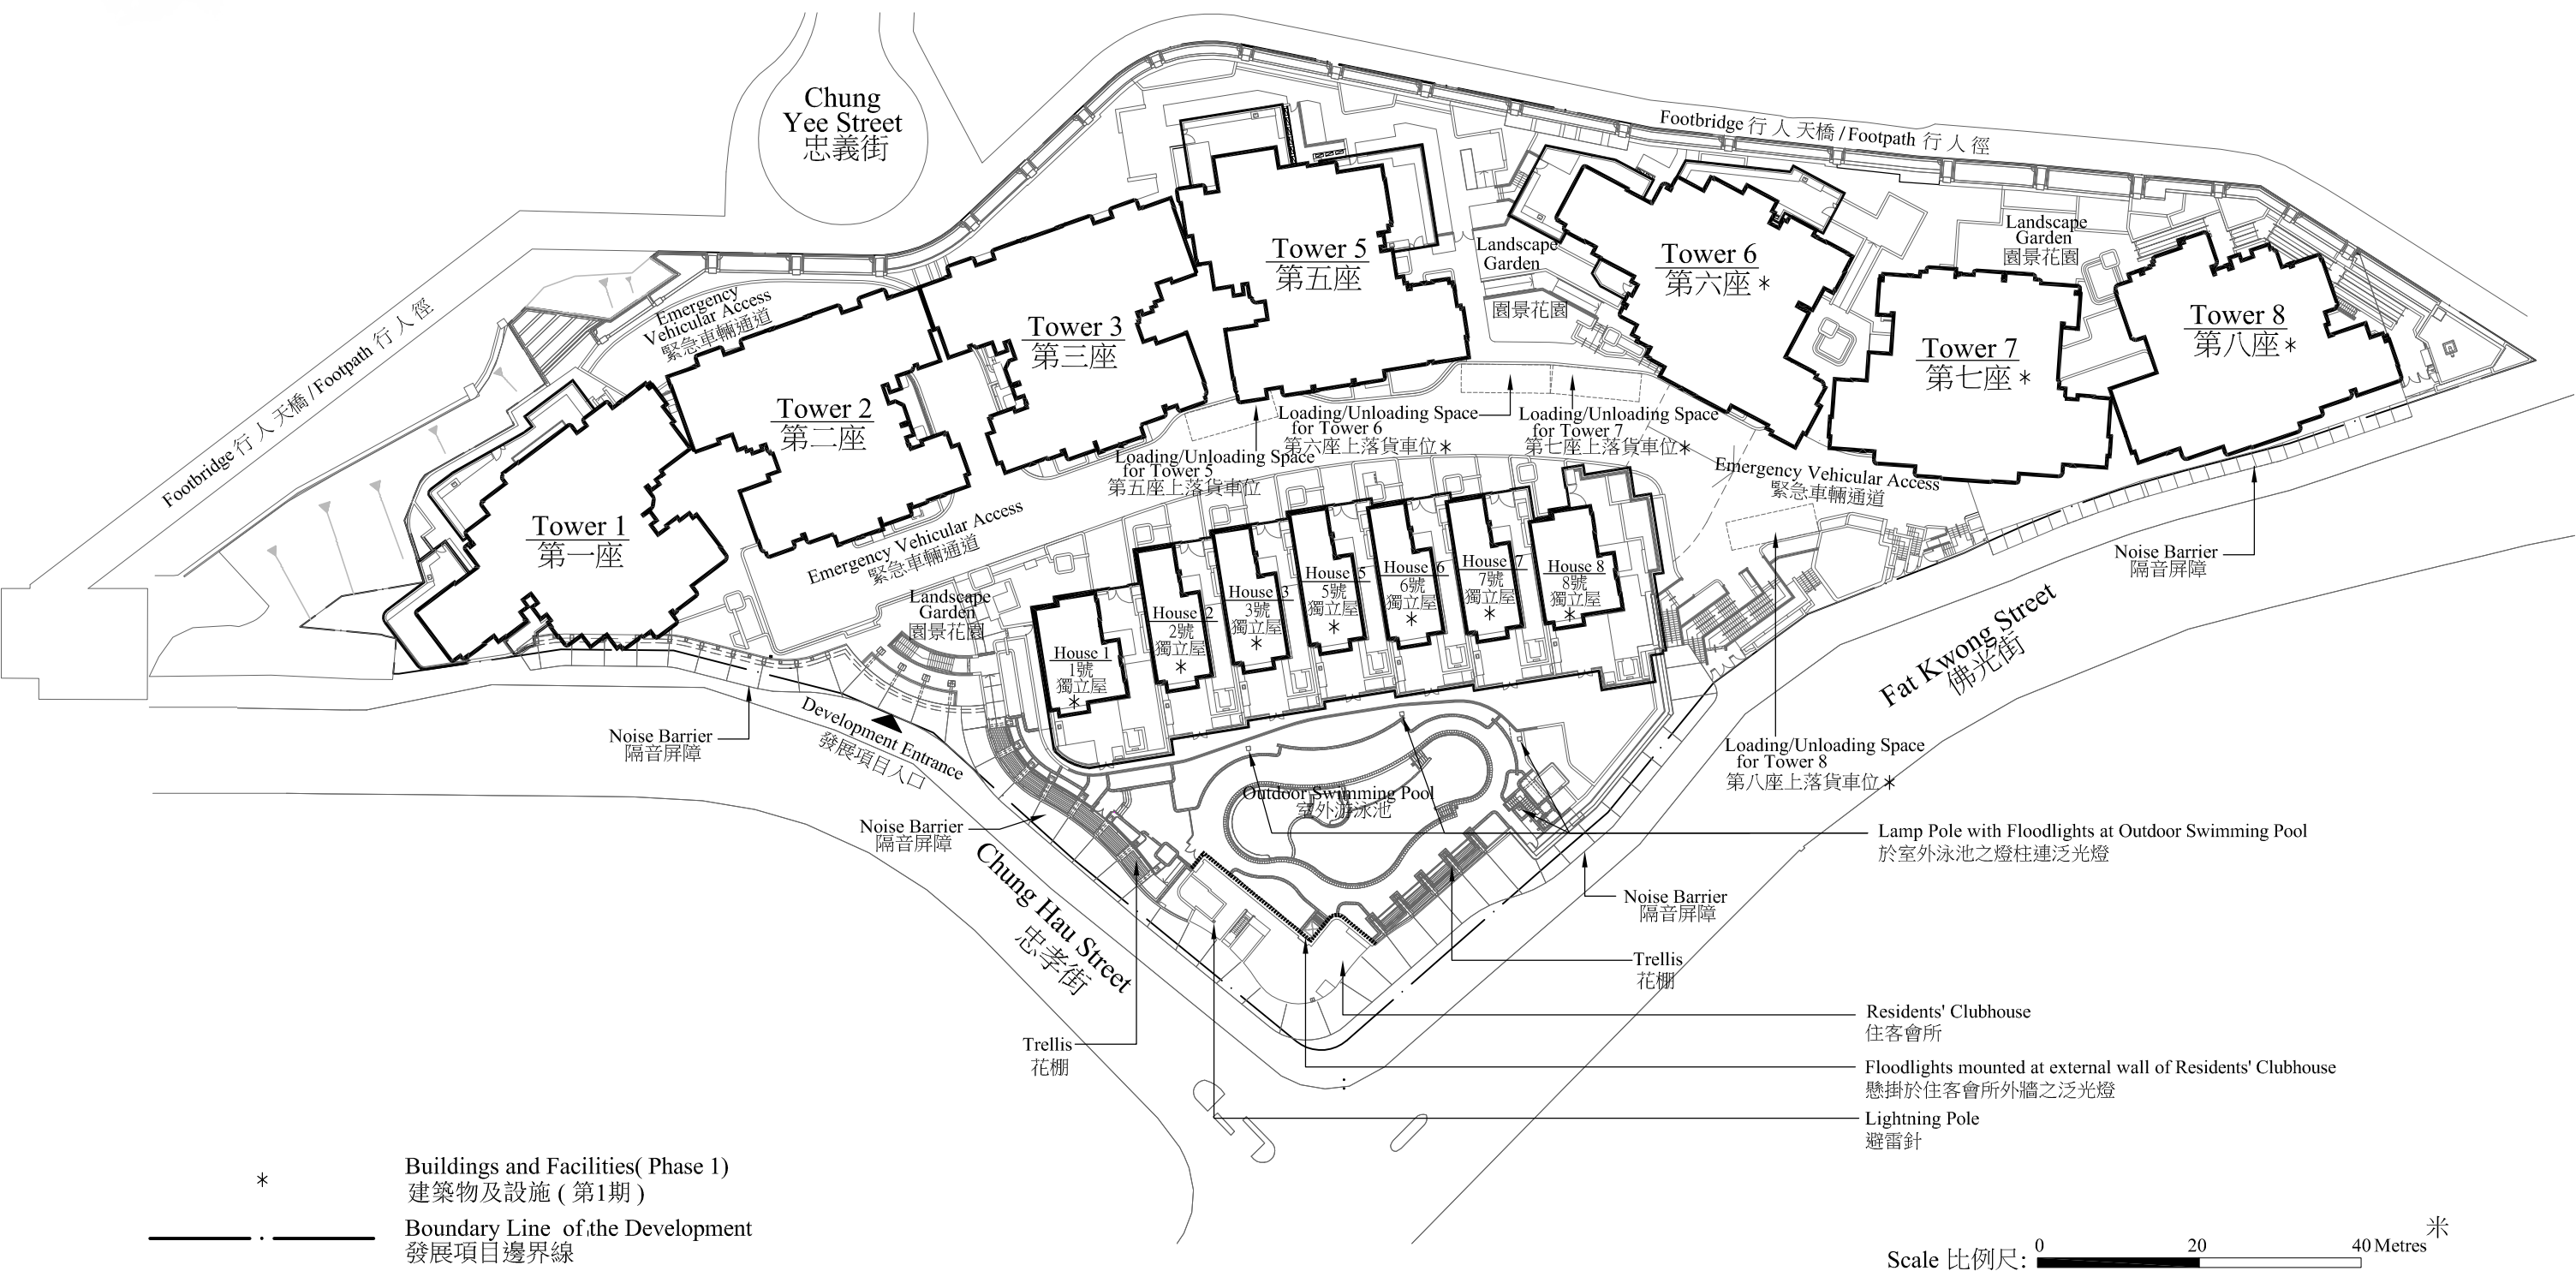 Chung
Yee Street
忠義街
Footbridge 行人天橋 / Footpath 行人徑
Footbridge 行人天橋 / Footpath 行人徑
Emergency
Vehicular Access
緊急車輛通道
Tower 1
第一座
Tower 2
第二座
Tower 3
第三座
Tower 5
第五座
Landscape
Garden
園景花園
Tower 6
第六座*
Landscape
Garden
園景花園
Tower 7
第七座*
Tower 8
第八座*
Loading/Unloading Space
for Tower 5
第五座上落貨車位
Loading/Unloading Space
for Tower 6
第六座上落貨車位*
Loading/Unloading Space
for Tower 7
第七座上落貨車位*
Emergency Vehicular Access
緊急車輛通道
Emergency Vehicular Access
緊急車輛通道
Noise Barrier
隔音屏障
Landscape
Garden
園景花園
House 1
1號
獨立屋
*
House 2
2號
獨立屋
*
House 3
3號
獨立屋
*
House 5
5號
獨立屋
*
House 6
6號
獨立屋
*
House 7
7號
獨立屋
*
House 8
8號
獨立屋
*
Fat Kwong Street
佛光街
Noise Barrier
隔音屏障
Development Entrance
發展項目入口
Loading/Unloading Space
for Tower 8
第八座上落貨車位*
Outdoor Swimming Pool
室外游泳池
Noise Barrier
隔音屏障
Chung Hau Street
忠孝街
Lamp Pole with Floodlights at Outdoor Swimming Pool
於室外泳池之燈柱連泛光燈
Noise Barrier
隔音屏障
Trellis
花棚
Trellis
花棚
Residents' Clubhouse
住客會所
Floodlights mounted at external wall of Residents' Clubhouse
懸掛於住客會所外牆之泛光燈
Lightning Pole
避雷針
* Buildings and Facilities( Phase 1)
建築物及設施 ( 第1期 )
Boundary Line of the Development
發展項目邊界線
Scale 比例尺: 0 20 40 Metres 米